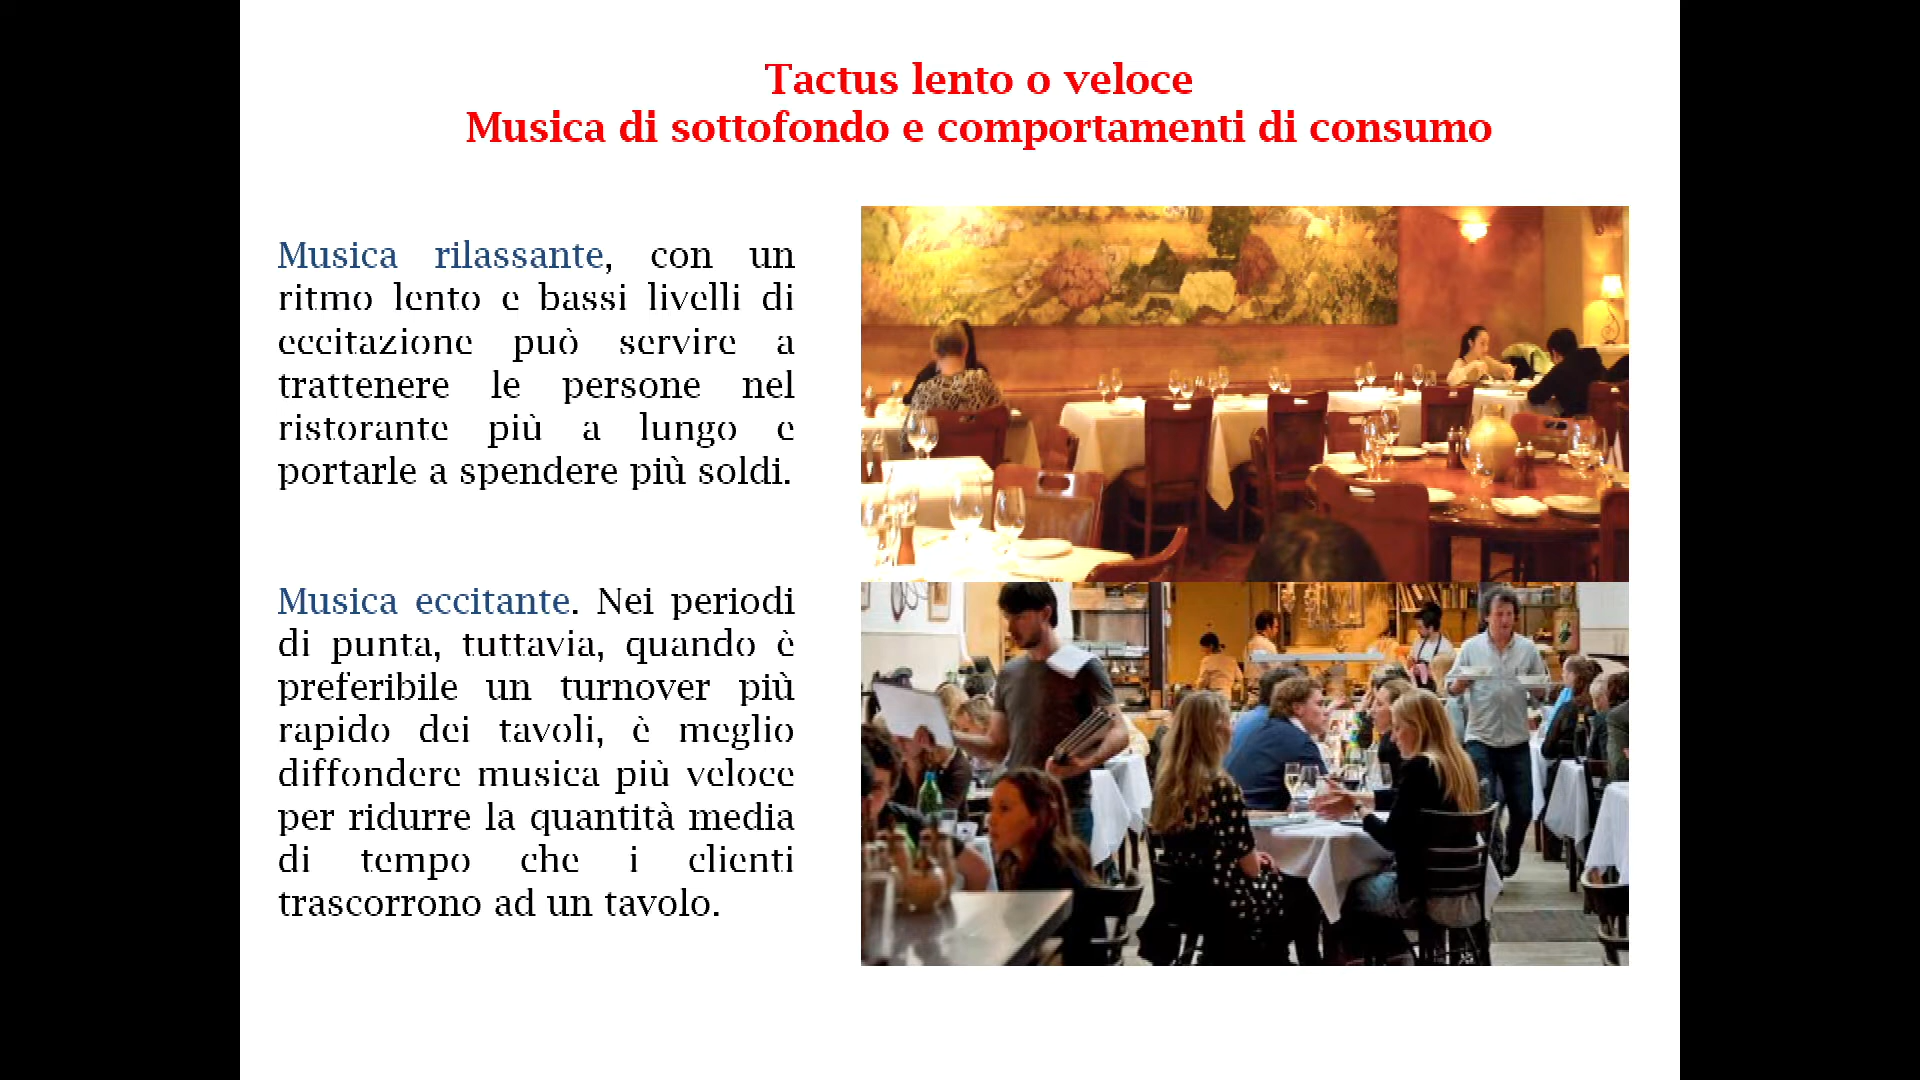 Tactus lento o veloce
Musica di sottofondo e comportamenti di consumo
Musica rilassante, con un
ritmo lento e bassi livelli di
eccitazione può servire a
trattenere le persone nel
ristorante più a lungo e
portarle a spendere più soldi.
Musica eccitante. Nei periodi
di punta, tuttavia, quando è
preferibile un turnover più
rapido dei tavoli, è meglio
diffondere musica più veloce
per ridurre la quantità media
di tempo che i clienti
trascorrono ad un tavolo.